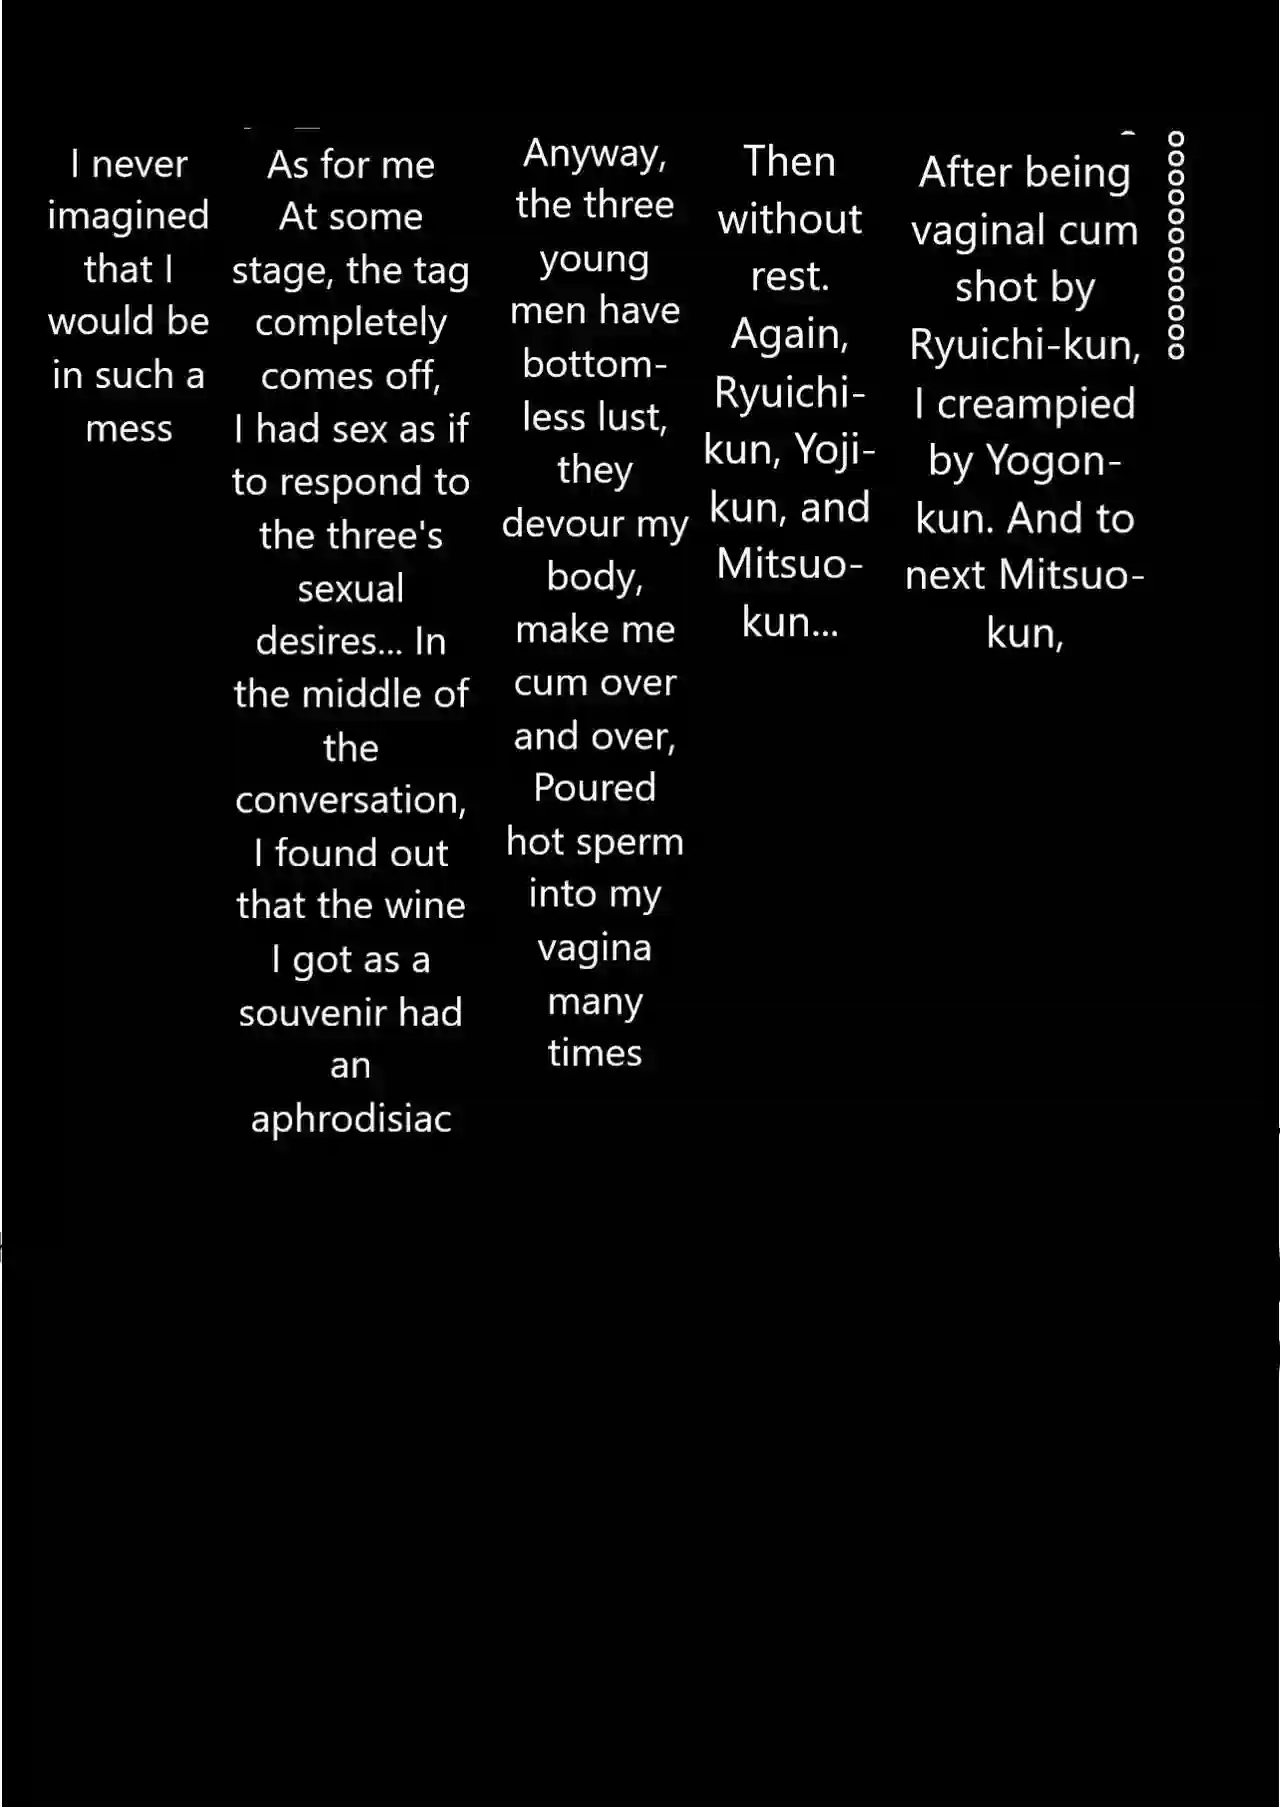 oooooooooooo
After being
vaginal cum
shot by
Ryuichi-kun,
I creampied
by Yogon-
kun. And to
next Mitsuo-
kun,
Then
without
rest.
Again,
Ryuichi-
kun, Yoji-
kun, and
Mitsuo-
kun...
Anyway,
the three
young
men have
bottom-
less lust,
they
devour my
body,
make me
cum over
and over,
Poured
hot sperm
into my
vagina
many
times
As for me
At some
stage, the tag
completely
comes off,
I had sex as if
to respond to
the three's
sexual
desires... In
the middle of
the
conversation,
I found out
that the wine
I got as a
souvenir had
an
aphrodisiac
I never
imagined
that I
would be
in such a
mess